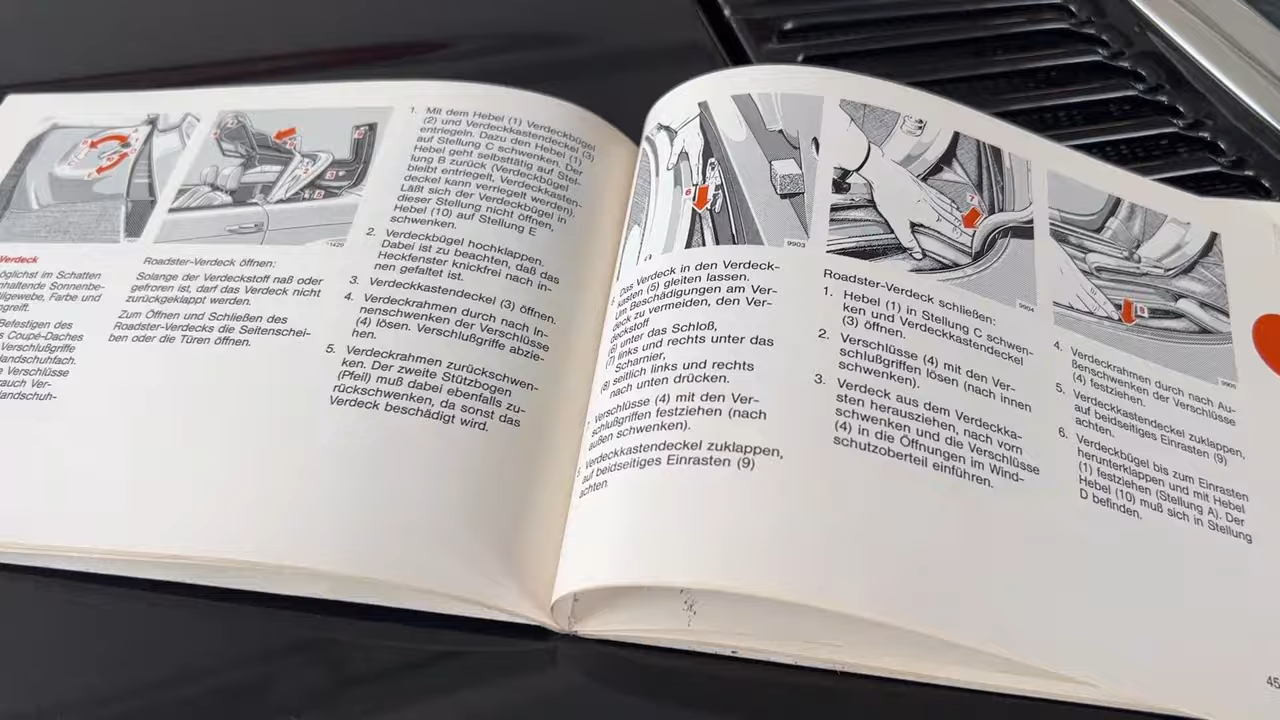 Verdeck
öglichst im Schatten
nhaltende Sonnenbe-
llgewebe, Farbe und
ngreift.
Befestigen des
s Coupé-Daches
Verschlußgriffe
landschuhfach.
e Verschlüsse
rauch Ver-
landschuh-
11429
Roadster-Verdeck öffnen:
Solange der Verdeckstoff naß oder
gefroren ist, darf das Verdeck nicht
zurückgeklappt werden.
Zum Öffnen und Schließen des
Roadster-Verdecks die Seitenschei-
ben oder die Türen öffnen.
1. Mit dem Hebel (1) Verdeckbügel
(2) und Verdeckkastendeckel (3)
entriegeln. Dazu den Hebel (1)
auf Stellung C schwenken. Der
Hebel geht selbsttätig auf Stel-
lung B zurück (Verdeckbügel
bleibt entriegelt, Verdeckkasten-
deckel kann verriegelt werden).
Läßt sich der Verdeckbügel in
dieser Stellung nicht öffnen,
Hebel (10) auf Stellung E
schwenken.
2. Verdeckbügel hochklappen.
Dabei ist zu beachten, daß das
Heckfenster knickfrei nach in-
nen gefaltet ist.
3. Verdeckkastendeckel (3) öffnen.
4. Verdeckrahmen durch nach In-
nenschwenken der Verschlüsse
(4) lösen. Verschlußgriffe abzie-
hen.
5. Verdeckrahmen zurückschwen-
ken. Der zweite Stützbogen
(Pfeil) muß dabei ebenfalls zu-
rückschwenken, da sonst das
Verdeck beschädigt wird.
6
9903
Das Verdeck in den Verdeck-
kasten (5) gleiten lassen.
Um Beschädigungen am Ver-
deck zu vermeiden, den Ver-
deckstoff
(6) unter das Schloß,
(7) links und rechts unter das
Scharnier,
(8) seitlich links und rechts
nach unten drücken.
Verschlüsse (4) mit den Ver-
schlußgriffen festziehen (nach
außen schwenken).
Verdeckkastendeckel zuklappen,
auf beidseitiges Einrasten (9)
achten.
7
9904
Roadster-Verdeck schließen:
1. Hebel (1) in Stellung C schwen-
ken und Verdeckkastendeckel
(3) öffnen.
2. Verschlüsse (4) mit den Ver-
schlußgriffen lösen (nach innen
schwenken).
3. Verdeck aus dem Verdeckka-
sten herausziehen, nach vorn
schwenken und die Verschlüsse
(4) in die Öffnungen im Wind-
schutzoberteil einführen.
8
9905
4. Verdeckrahmen durch nach Au-
ßenschwenken der Verschlüsse
(4) festziehen.
5. Verdeckkastendeckel zuklappen,
auf beidseitiges Einrasten (9)
achten.
6. Verdeckbügel bis zum Einrasten
herunterklappen und mit Hebel
(1) festziehen (Stellung A). Der
Hebel (10) muß sich in Stellung
D befinden.
45